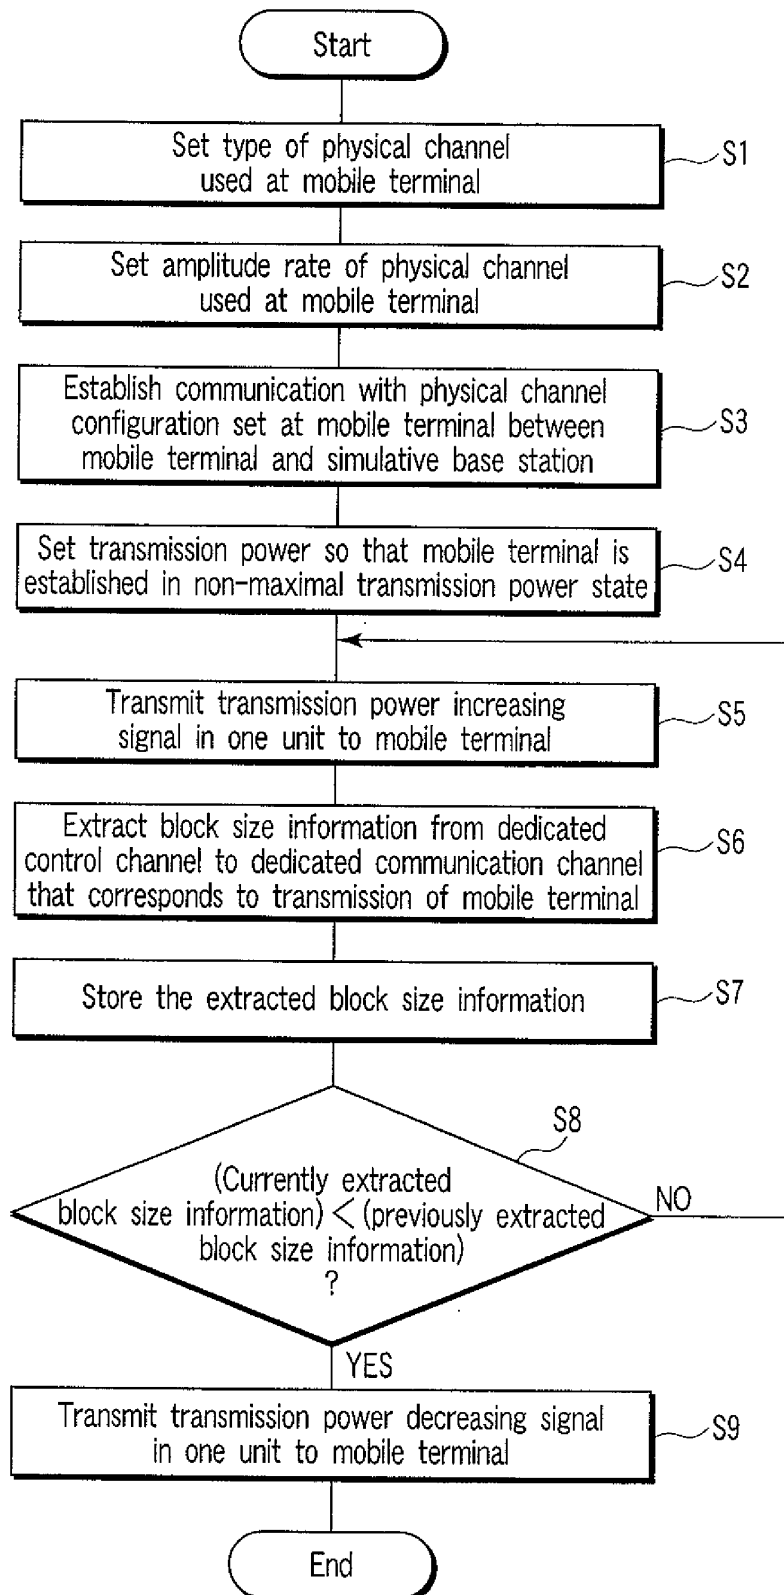 Start
Set type of physical channel
used at mobile terminal
S1
Set amplitude rate of physical channel
used at mobile terminal
S2
Establish communication with physical channel
configuration set at mobile terminal between
mobile terminal and simulative base station
S3
Set transmission power so that mobile terminal is
established in non-maximal transmission power state
S4
Transmit transmission power increasing
signal in one unit to mobile terminal
S5
Extract block size information from dedicated
control channel to dedicated communication channel
that corresponds to transmission of mobile terminal
S6
Store the extracted block size information
S7
S8
(Currently extracted
block size information) < (previously extracted
block size information)
?
NO
YES
Transmit transmission power decreasing signal
in one unit to mobile terminal
S9
End